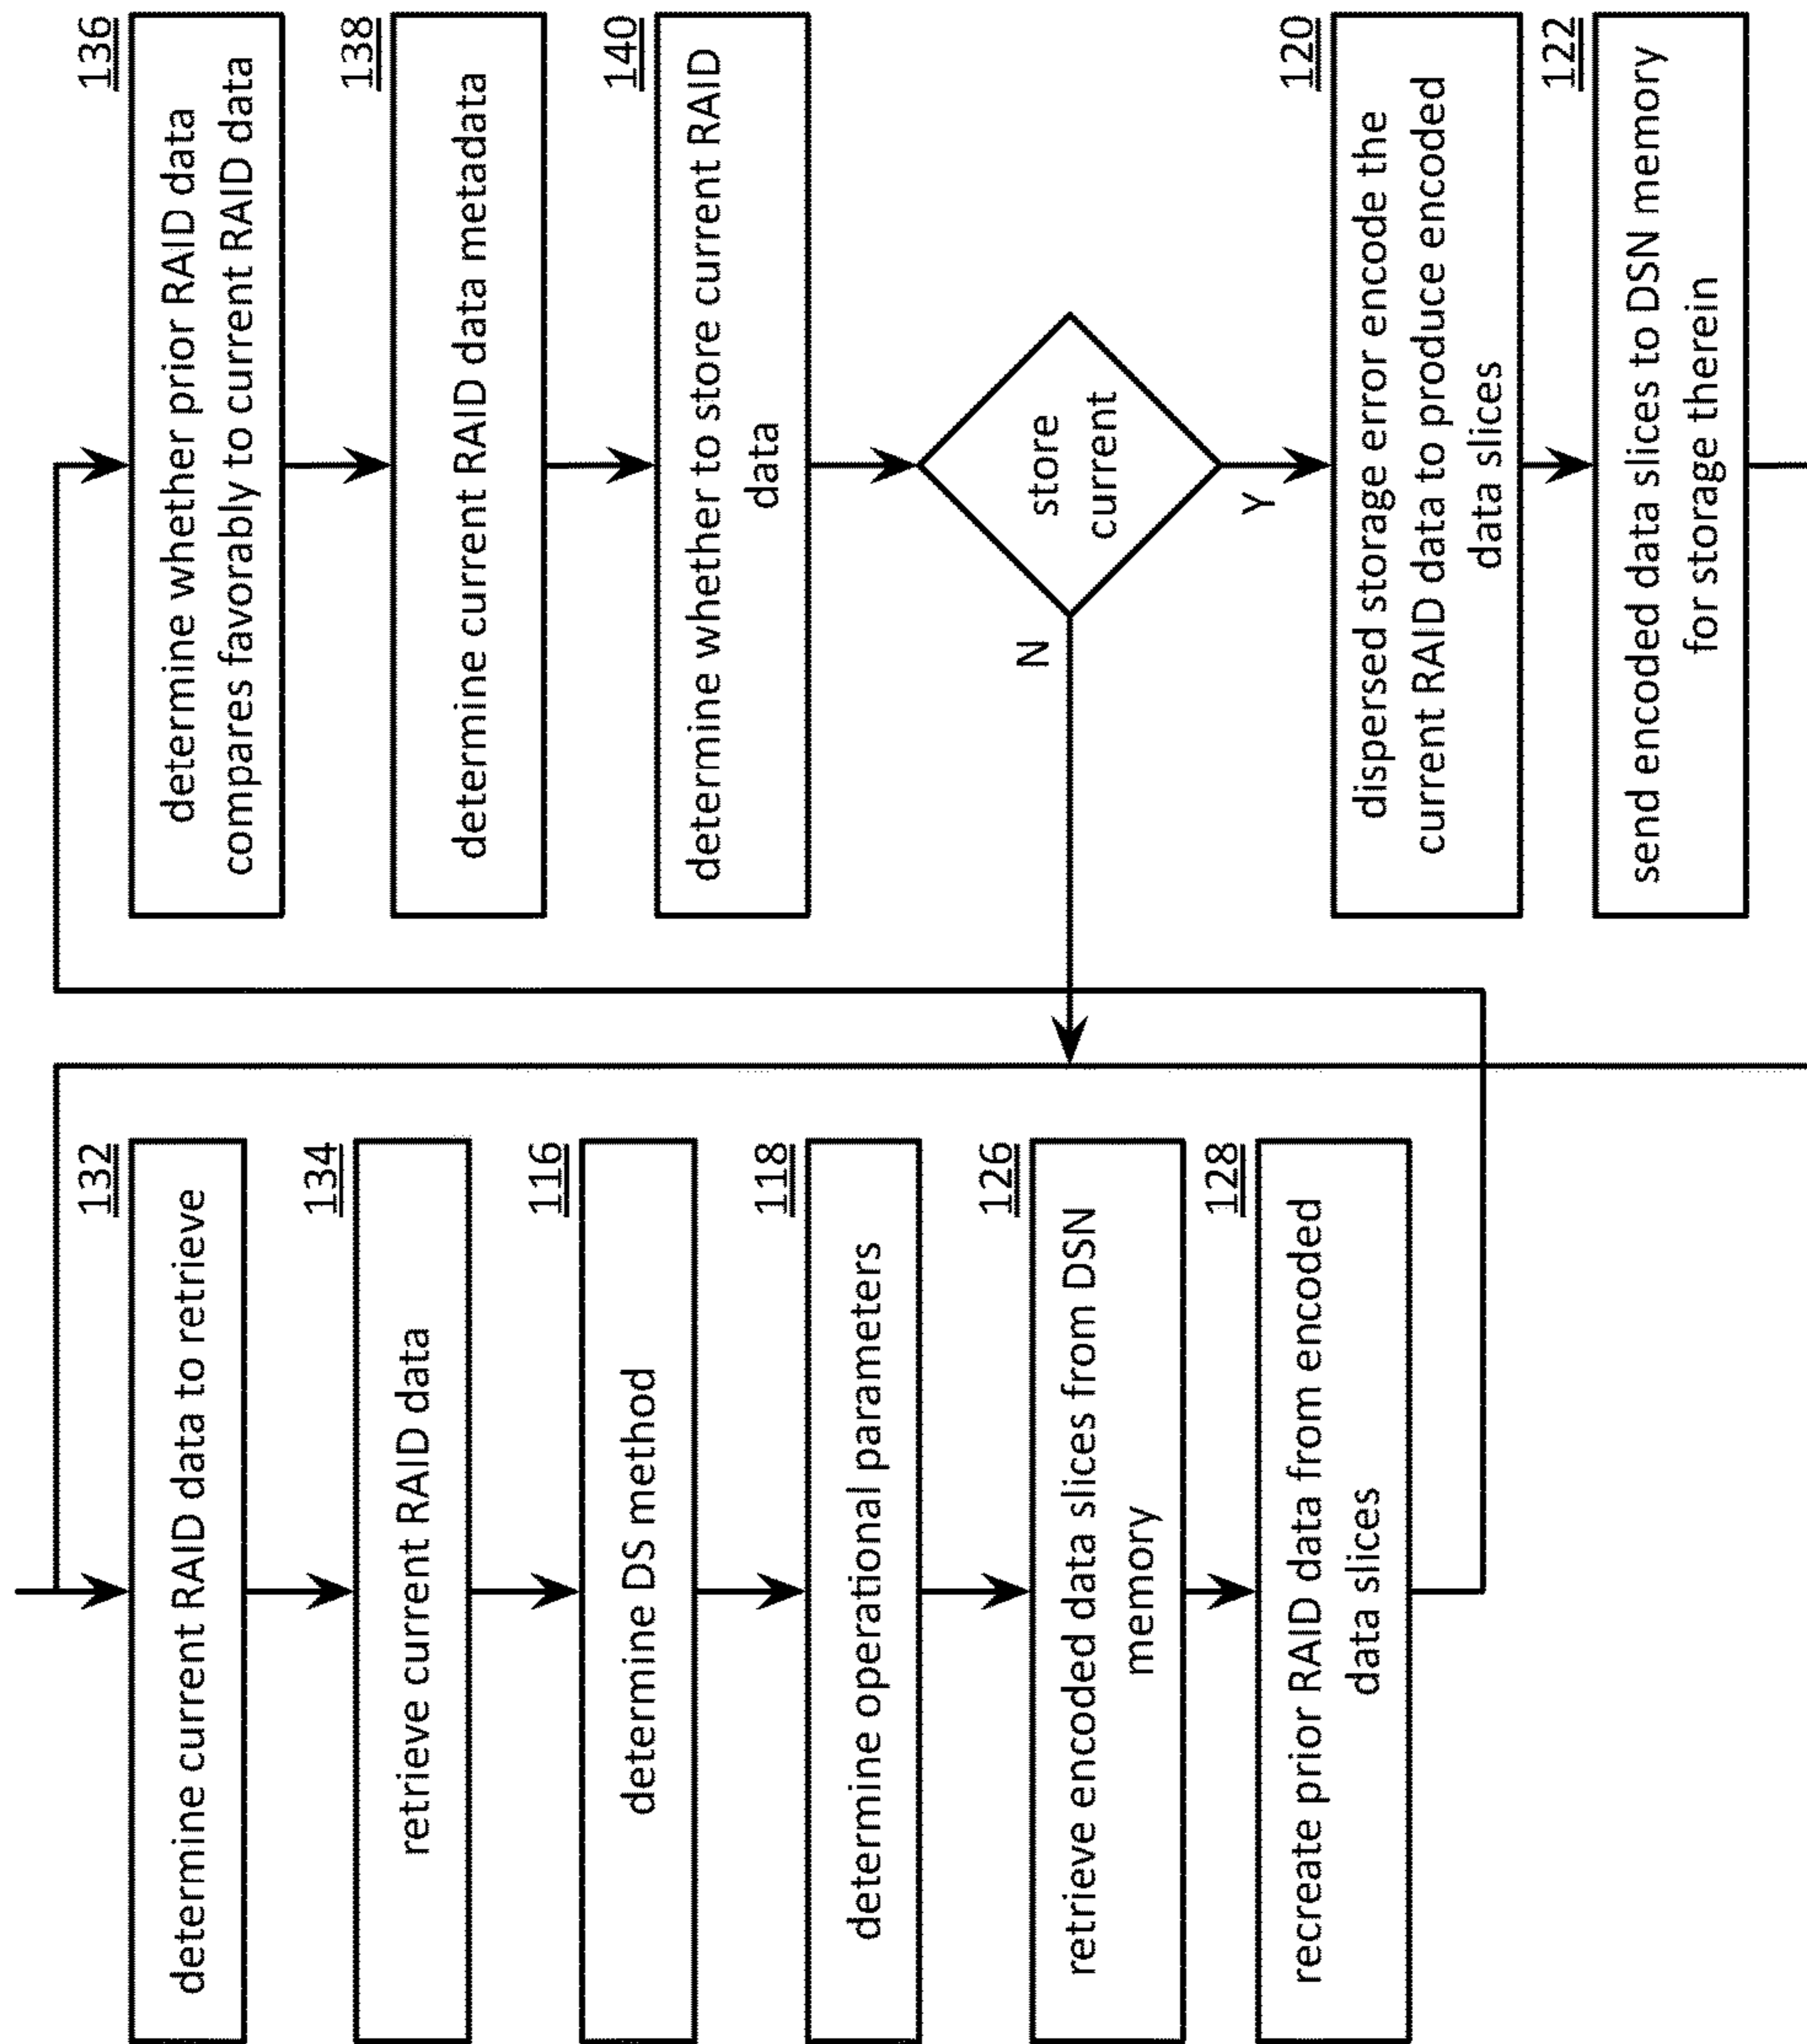 132
determine current RAID data to retrieve
134
retrieve current RAID data
116
determine DS method
118
determine operational parameters
126
retrieve encoded data slices from DSN
memory
128
recreate prior RAID data from encoded
data slices
136
determine whether prior RAID data
compares favorably to current RAID data
138
determine current RAID data metadata
140
determine whether to store current RAID
data
store
current
N
Y
120
dispersed storage error encode the
current RAID data to produce encoded
data slices
122
send encoded data slices to DSN memory
for storage therein